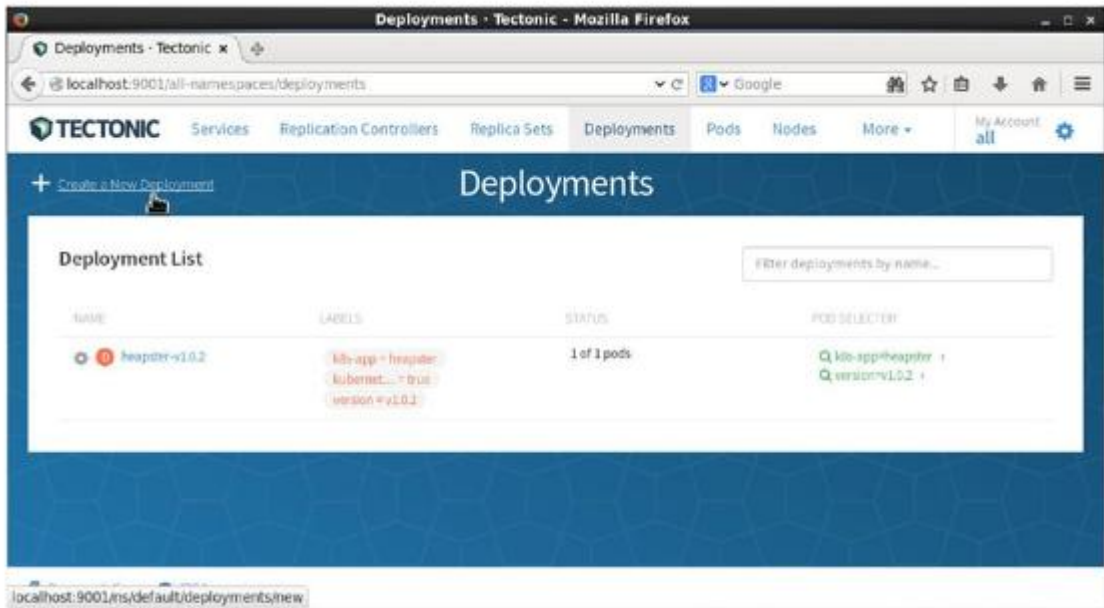 Deployments · Tectonic - Mozilla Firefox
Deployments - Tectonic
localhost:9001/all-namespaces/deployments
Google
TECTONIC
Services
Replication Controllers
Replica Sets
Deployments
Pods
Nodes
More
My Account
all
Create a New Deployment
Deployments
Deployment List
Filter deployments by name...
NAME
LABELS
STATUS
POD SELECTOR
D
heapster-v1.0.2
k8s-app = heapster
kubernet... = true
version = v1.0.2
1 of 1 pods
k8s-app=heapster
version=v1.0.2
localhost:9001/ns/default/deployments/new